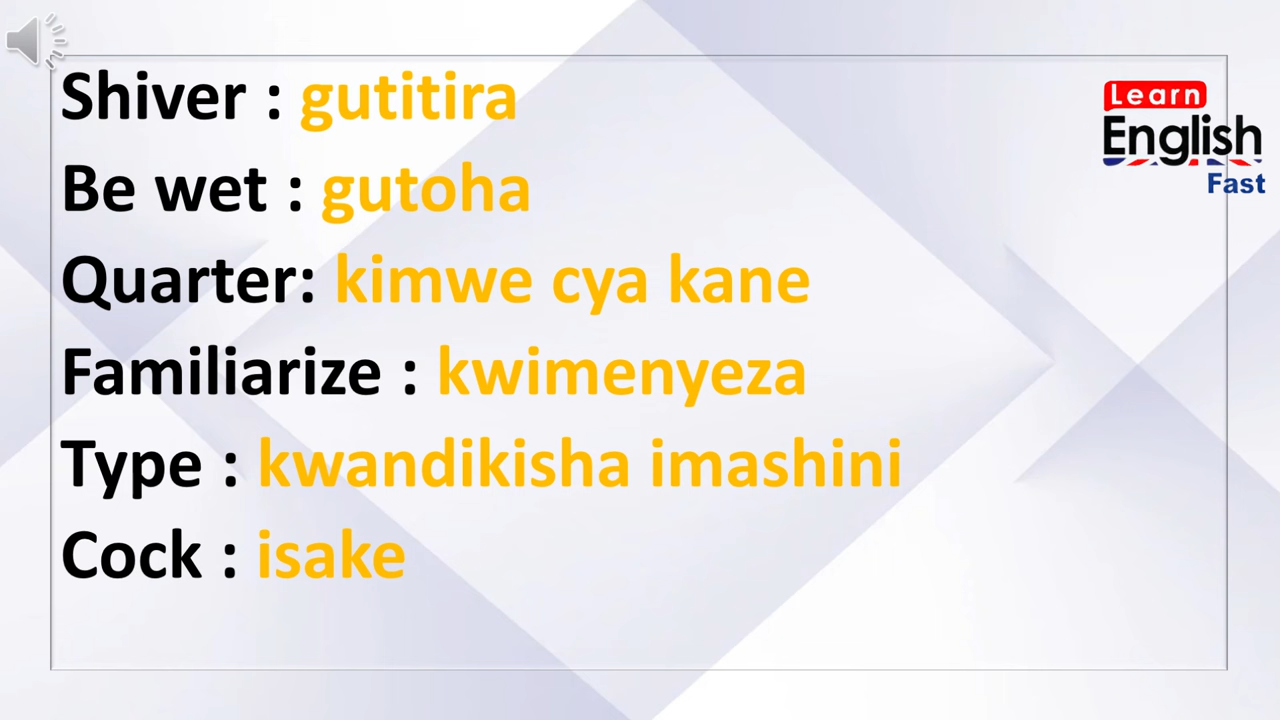 Shiver : gutitira
Be wet : gutoha
Quarter: kimwe cya kane
Familiarize : kwimenyeza
Type : kwandikisha imashini
Cock : isake
Learn
English
Fast